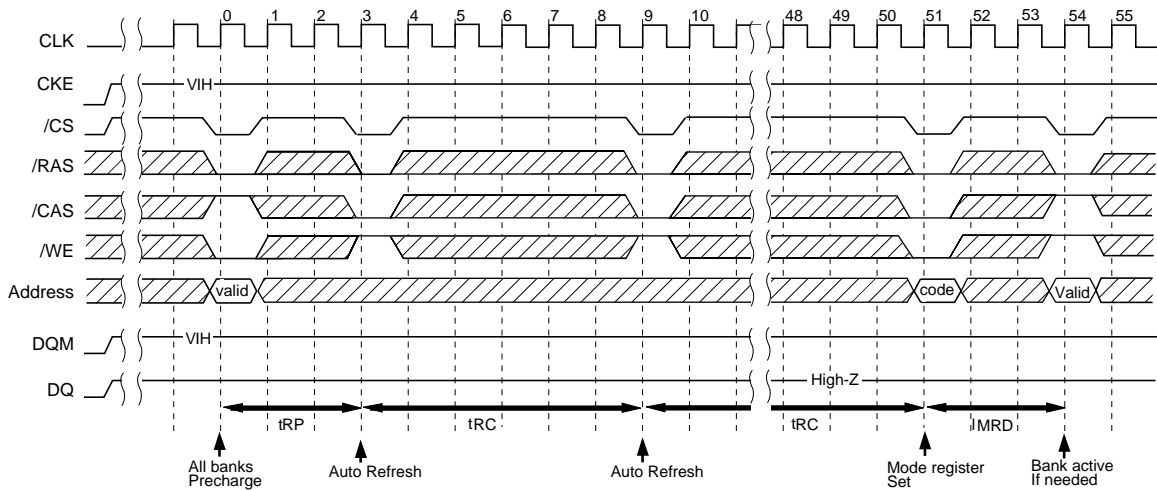 0 1 2 3 4 5 6 7 8 9 10 48 49 50 51 52 53 54 55
CLK
CKE VIH
/CS
/RAS
/CAS
/WE
Address valid code Valid
DQM VIH
DQ High-Z
tRP tRC tRC lMRD
All banks
Precharge
Auto Refresh
Auto Refresh
Mode register
Set
Bank active
If needed